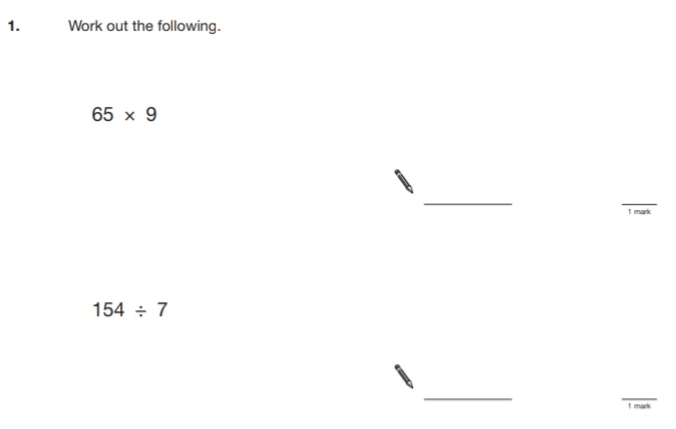 1. Work out the following.
65 × 9
1 mark
154 ÷ 7
1 mark